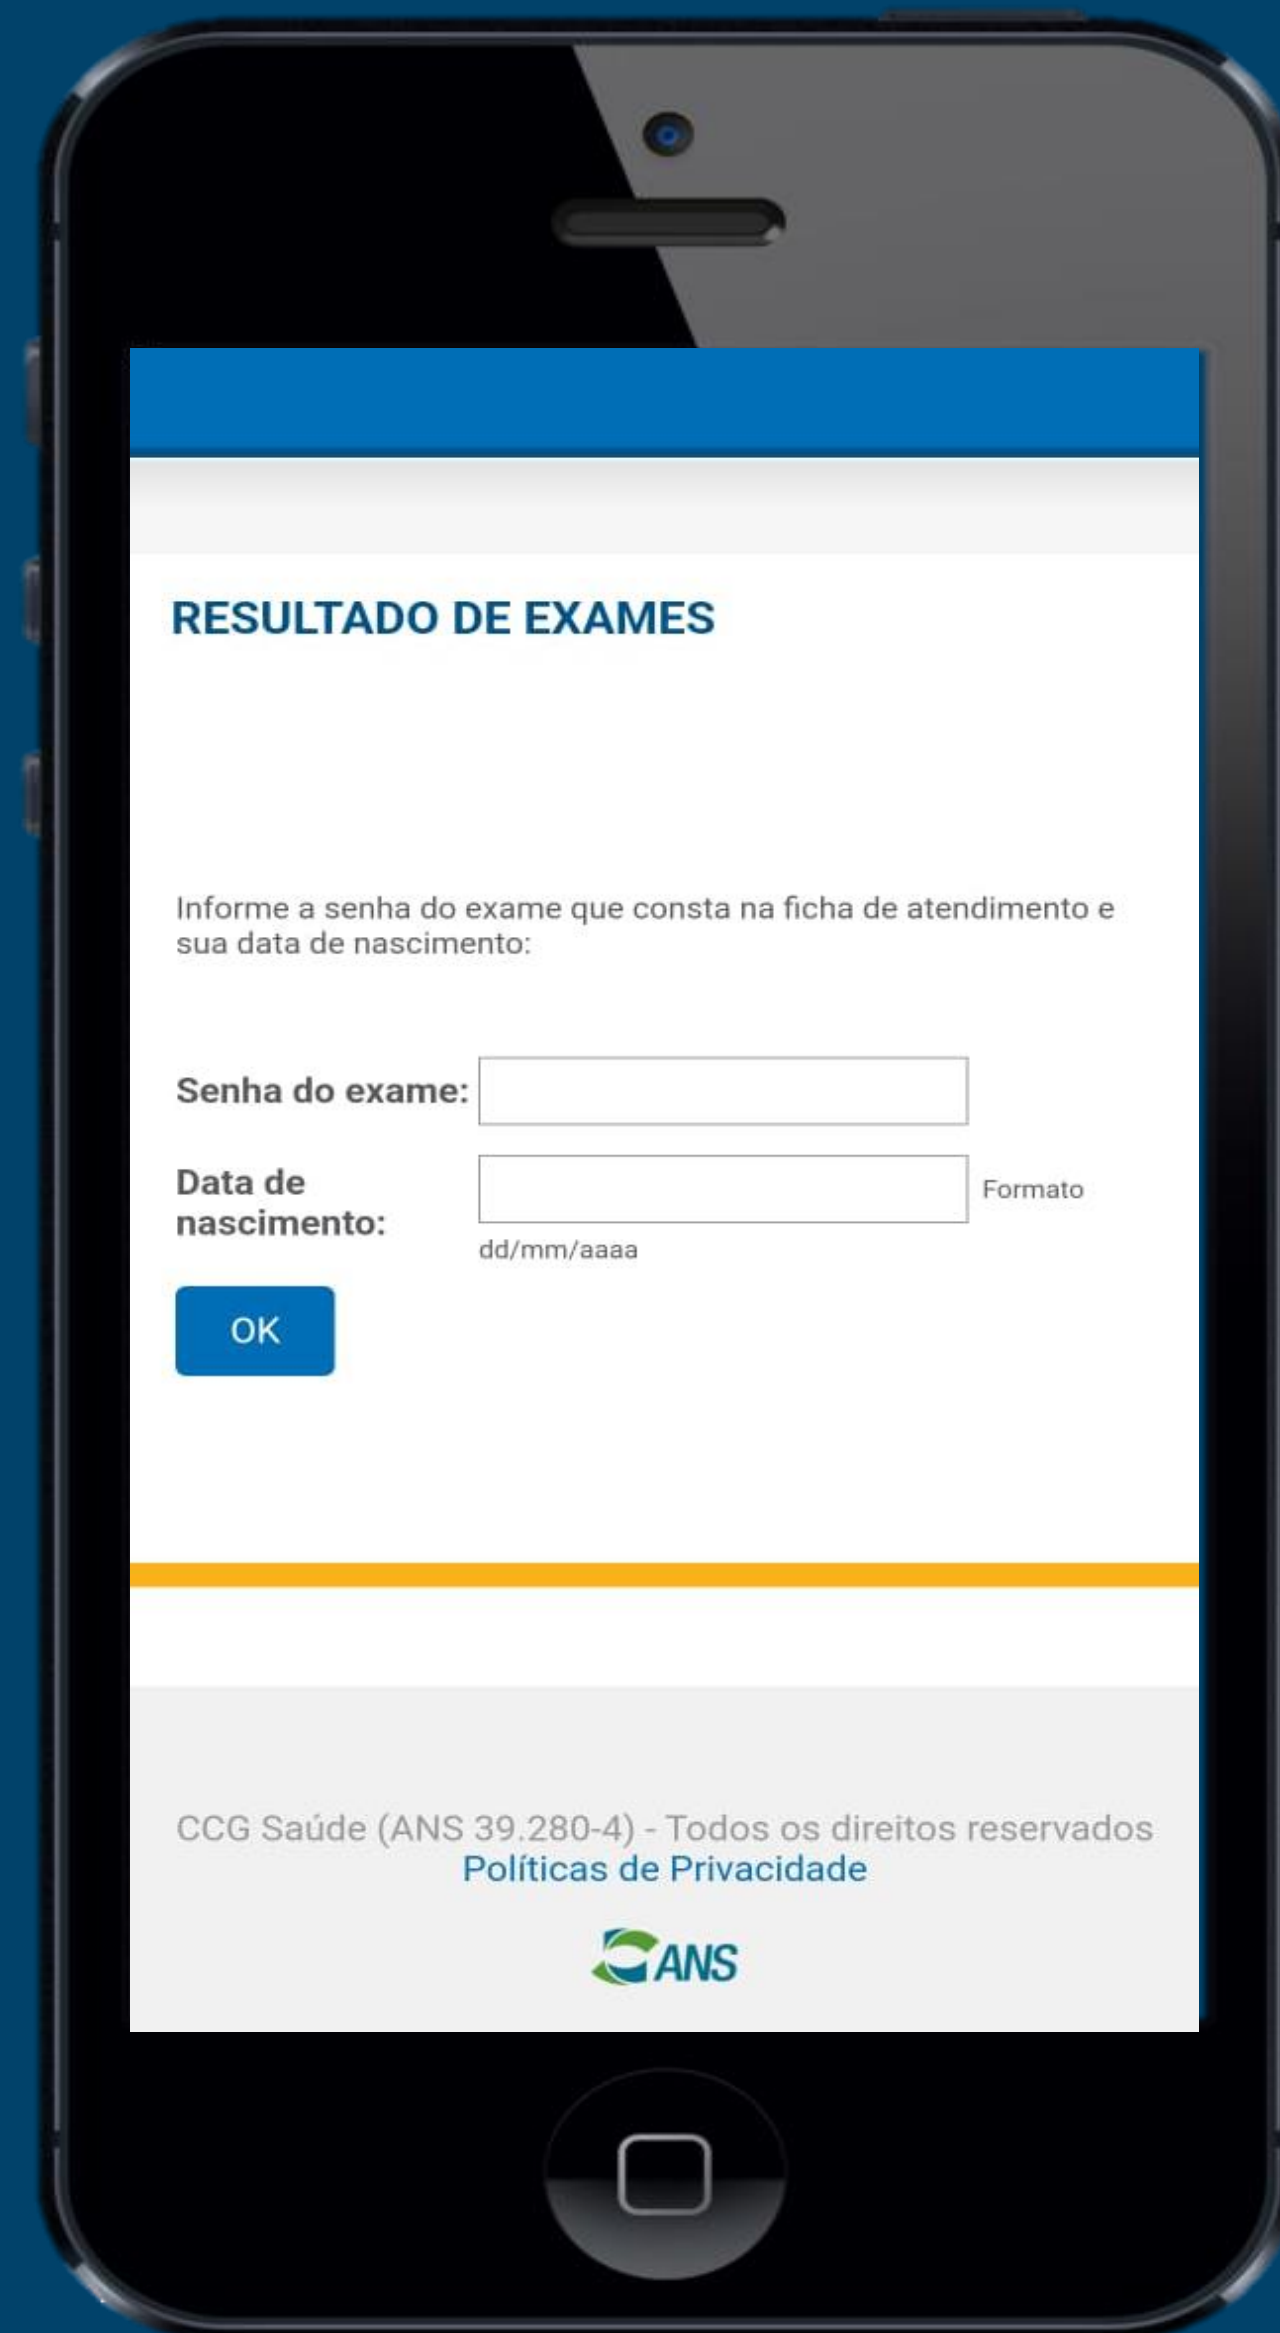 RESULTADO DE EXAMES
Informe a senha do exame que consta na ficha de atendimento e
sua data de nascimento:
Senha do exame:
Data de
nascimento:
Formato
dd/mm/aaaa
OK
CCG Saúde (ANS 39.280-4) - Todos os direitos reservados
Políticas de Privacidade
ANS